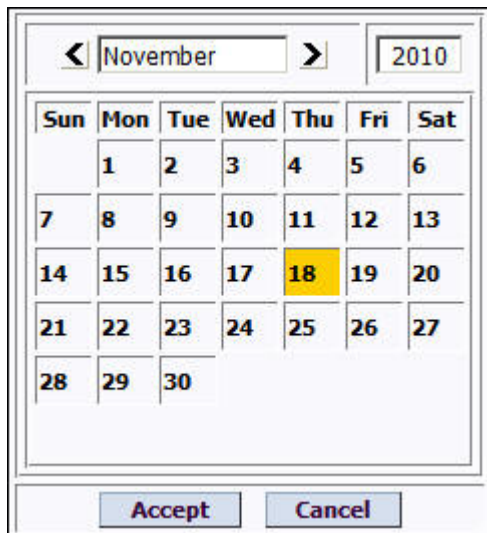 November 2010
Sun Mon Tue Wed Thu Fri Sat
1 2 3 4 5 6
7 8 9 10 11 12 13
14 15 16 17 18 19 20
21 22 23 24 25 26 27
28 29 30
Accept Cancel